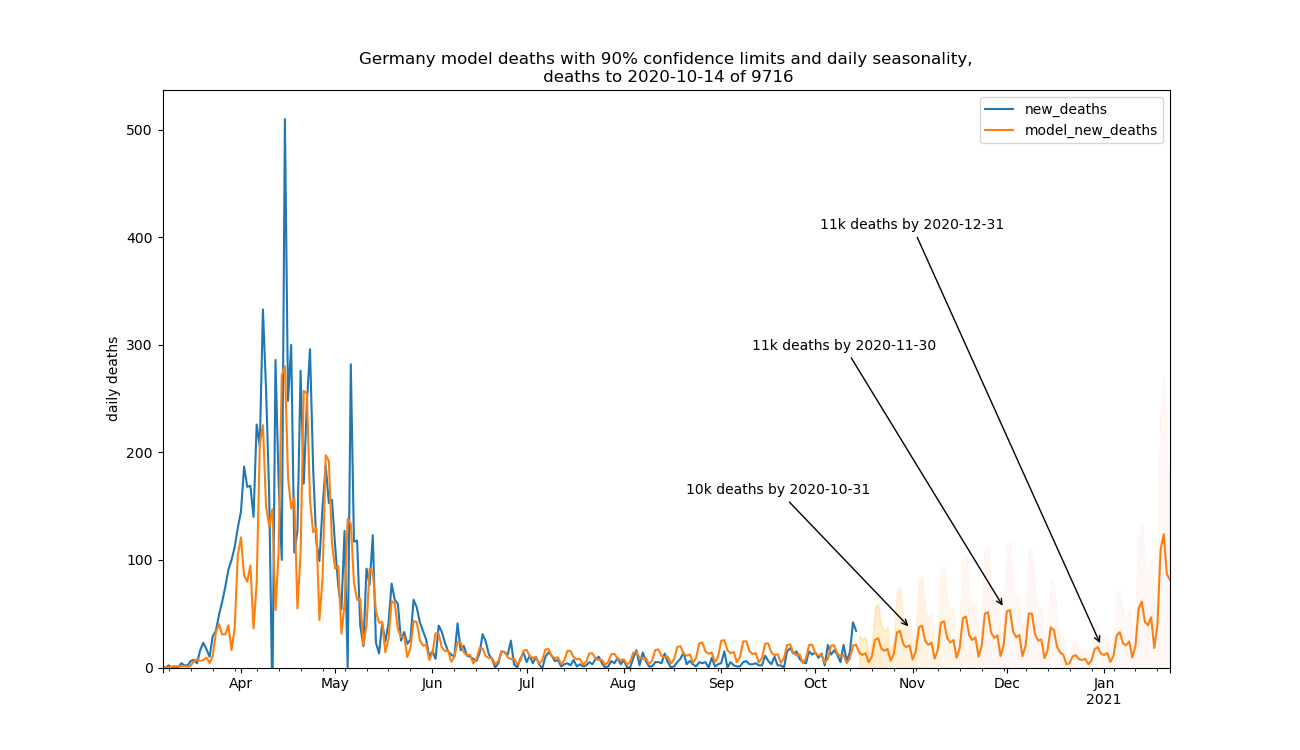 Germany model deaths with 90% confidence limits and daily seasonality,
deaths to 2020-10-14 of 9716
new_deaths
model_new_deaths
500
400
300
200
100
0
daily deaths
11k deaths by 2020-12-31
11k deaths by 2020-11-30
10k deaths by 2020-10-31
Apr May Jun Jul Aug Sep Oct Nov Dec Jan
2021